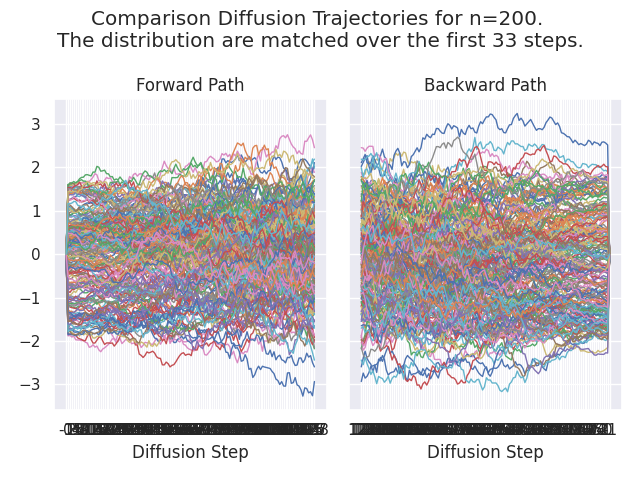 Comparison Diffusion Trajectories for n=200.
The distribution are matched over the first 33 steps.
Forward Path
Backward Path
3
2
1
0
−1
−2
−3
Diffusion Step
Diffusion Step